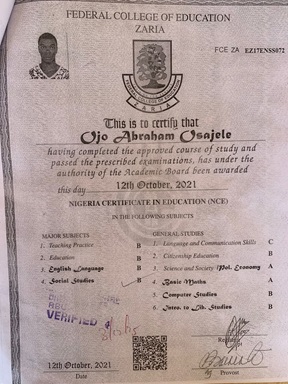 FEDERAL COLLEGE OF EDUCATION
ZARIA
FCE ZA EZ17ENSS072
FEDERAL COLLEGE OF EDUCATION
ZARIA
This is to certify that
Ojo Abraham Osajele
having completed the approved course of study and
passed the prescribed examinations, has under the
authority of the Academic Board been awarded
this day 12th October, 2021
NIGERIA CERTIFICATE IN EDUCATION (NCE)
IN THE FOLLOWING SUBJECTS
MAJOR SUBJECTS
1. Teaching Practice B
2. Education B
3. English Language B
4. Social Studies B
GENERAL STUDIES
1. Language and Communication Skills C
2. Citizenship Education B
3. Science and Society /Pol. Economy A
4. Basic Maths A
5. Computer Studies B
6. Intro. to Lib. Studies B
VERIFIED
12th October, 2021
Date
Registrar
Provost